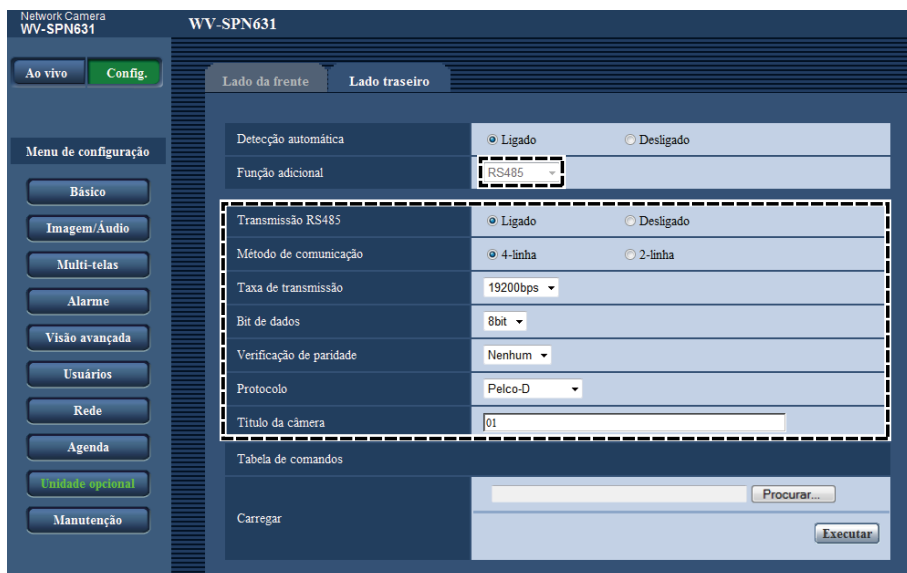 Network Camera
WV-SPN631
WV-SPN631
Ao vivo
Config.
Lado da frente
Lado traseiro
Menu de configuração
Básico
Imagem/Áudio
Multi-telas
Alarme
Visão avançada
Usuários
Rede
Agenda
Unidade opcional
Manutenção
Detecção automática
Ligado
Desligado
Função adicional
RS485
Transmissão RS485
Ligado
Desligado
Método de comunicação
4-linha
2-linha
Taxa de transmissão
19200bps
Bit de dados
8bit
Verificação de paridade
Nenhum
Protocolo
Pelco-D
Titulo da câmera
01
Tabela de comandos
Carregar
Procurar...
Executar